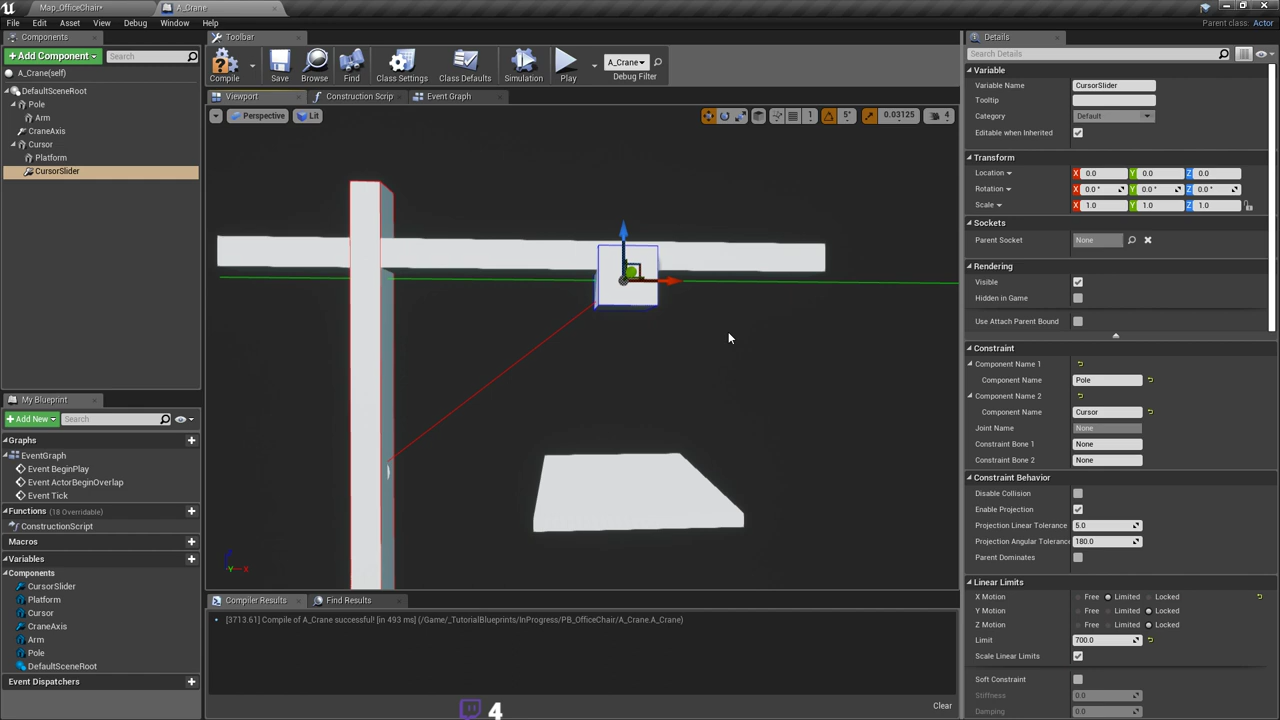 Map_OfficeChair*
A_Crane
File Edit Asset View Debug Window Help
Parent class: Actor
Components
Toolbar
Details
+Add Component
Search
A_Crane(self)
DefaultSceneRoot
Pole
Arm
CraneAxis
Cursor
Platform
CursorSlider
Compile
Save
Browse
Find
Class Settings
Class Defaults
Simulation
Play
A_Crane
Debug Filter
Viewport
Construction Scrip
Event Graph
Perspective
Lit
1
5°
0.03125
4
My Blueprint
+Add New
Search
Graphs
EventGraph
Event BeginPlay
Event ActorBeginOverlap
Event Tick
Functions (18 Overridable)
ConstructionScript
Macros
Variables
Components
CursorSlider
Platform
Cursor
CraneAxis
Arm
Pole
DefaultSceneRoot
Event Dispatchers
Compiler Results
Find Results
[3713.61] Compile of A_Crane successful! [in 493 ms] (/Game/_TutorialBlueprints/InProgress/PB_OfficeChair/A_Crane.A_Crane)
Clear
4
Search Details
Variable
Variable Name CursorSlider
Tooltip
Category Default
Editable when Inherited
Transform
Location X 0.0 Y 0.0 Z 0.0
Rotation X 0.0 ° Y 0.0 ° Z 0.0 °
Scale X 1.0 Y 1.0 Z 1.0
Sockets
Parent Socket None
Rendering
Visible
Hidden in Game
Use Attach Parent Bound
Constraint
Component Name 1
Component Name Pole
Component Name 2
Component Name Cursor
Joint Name None
Constraint Bone 1 None
Constraint Bone 2 None
Constraint Behavior
Disable Collision
Enable Projection
Projection Linear Tolerance 5.0
Projection Angular Tolerance 180.0
Parent Dominates
Linear Limits
X Motion Free Limited Locked
Y Motion Free Limited Locked
Z Motion Free Limited Locked
Limit 700.0
Scale Linear Limits
Soft Constraint
Stiffness 0.0
Damping 0.0